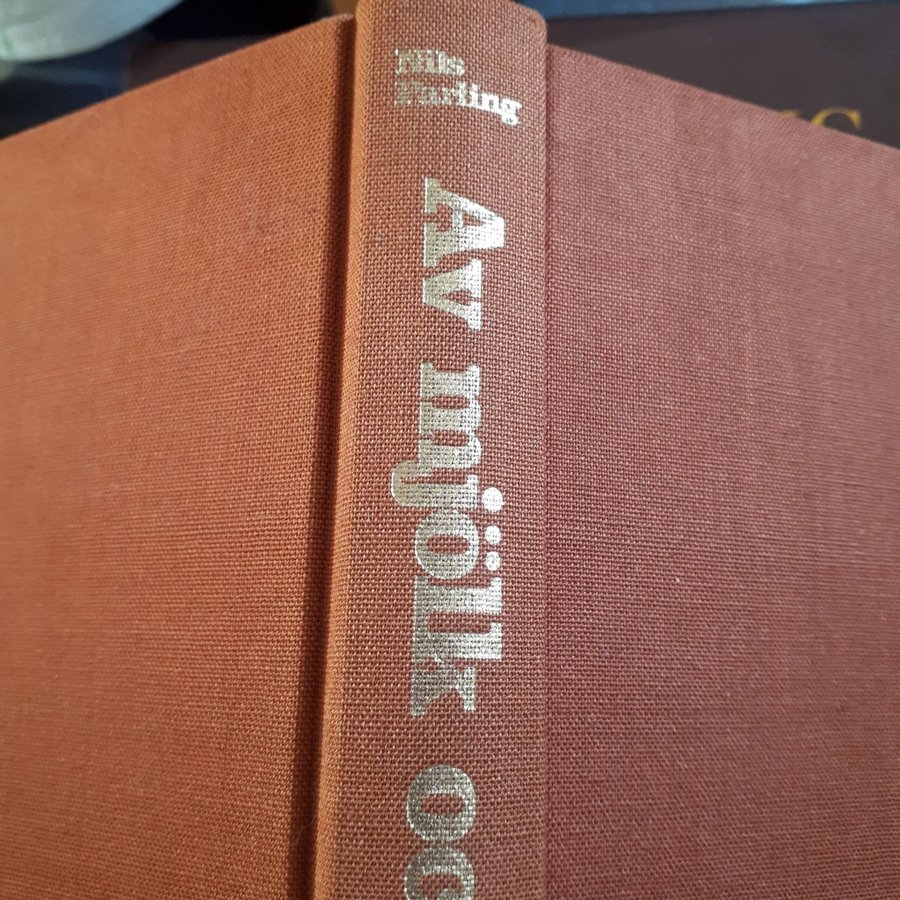 Nils
Parling
Av mjölk oc